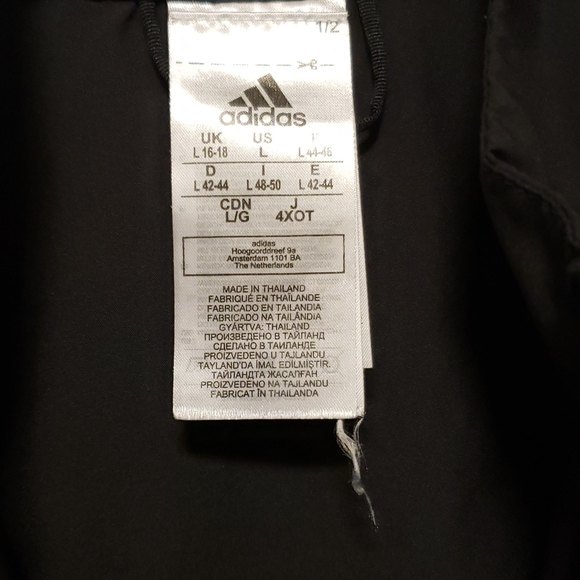 1/2
adidas
UK US F
L 16-18 L L 44-46
D I E
L 42-44 L 48-50 L 42-44
CDN J
L/G 4XOT
adidas
Hoogoorddreef 9a
Amsterdam 1101 BA
The Netherlands
MADE IN THAILAND
FABRIQUÉ EN THAÏLANDE
FABRICADO EN TAILANDIA
FABRICADO NA TAILÂNDIA
GYÁRTVA: THAILAND
ПРОИЗВЕДЕНО В ТАЙЛАНД
СДЕЛАНО В ТАИЛАНДЕ
PROIZVEDENO U TAJLANDU
TAYLAND'DA IMAL EDİLMİŞTİR.
ТАЙЛАНДТА ЖАСАЛҒАН
PROIZVEDENO U TAJLANDU
FABRICAT ÎN THAILANDA